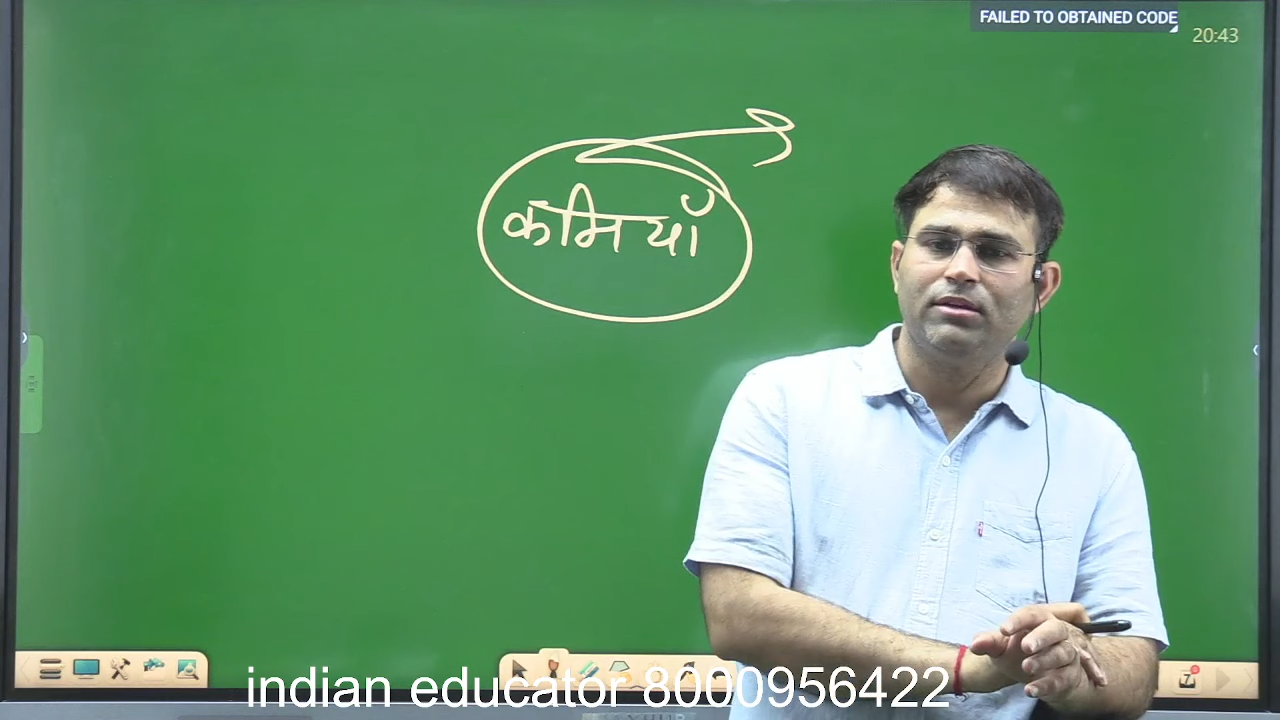 FAILED TO OBTAINED CODE
20:43
कमियाँ
indian educator 8000956422